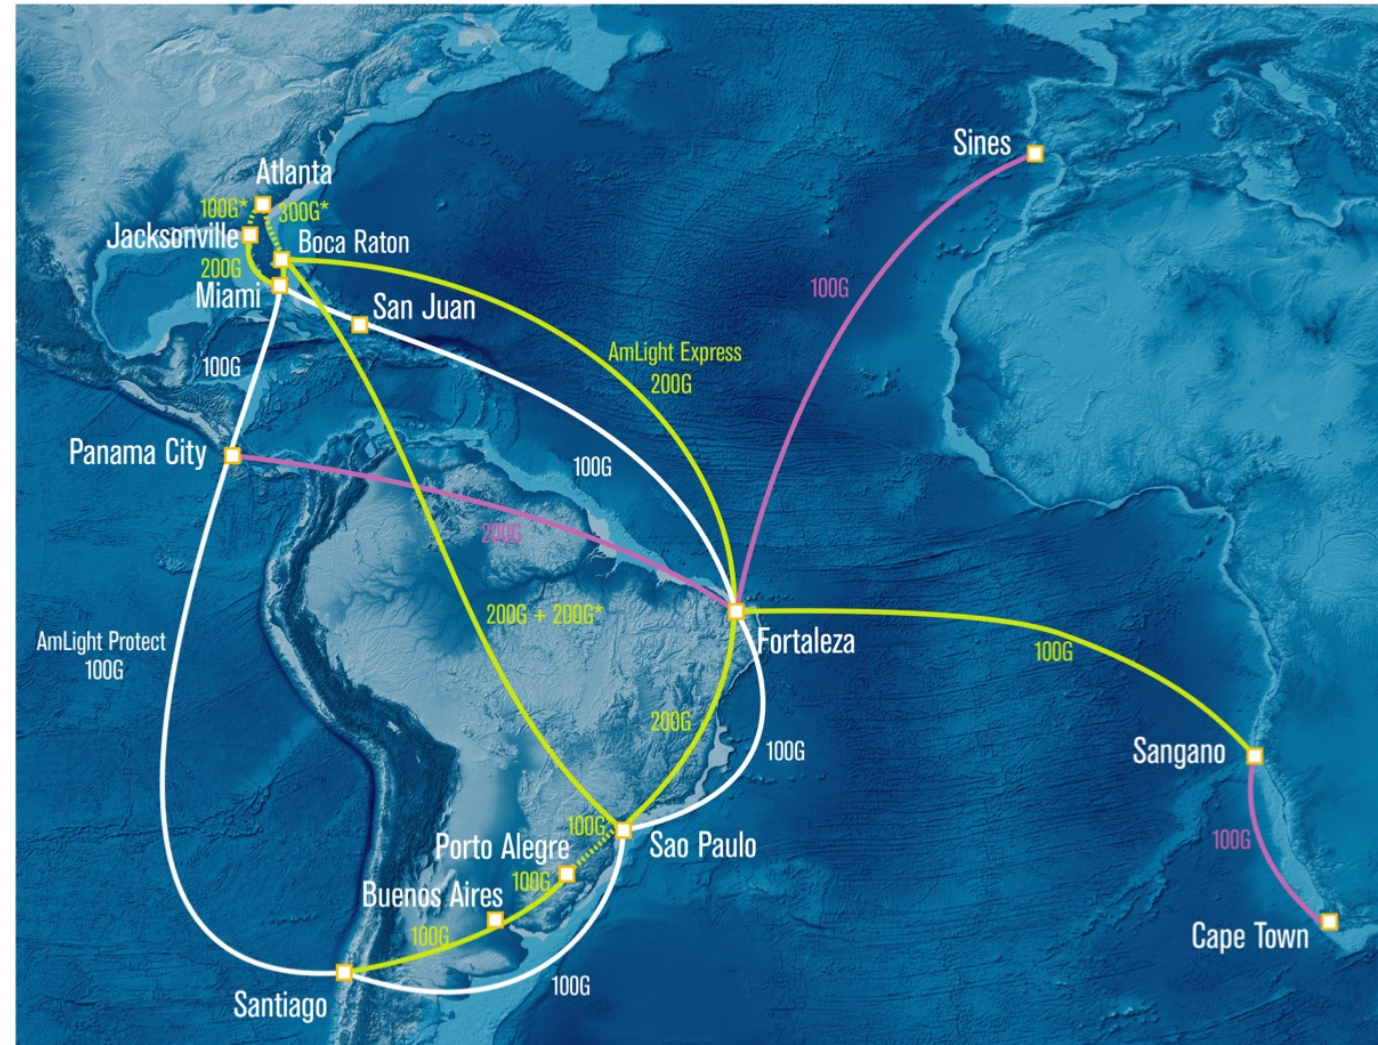 Sines
Atlanta
100G*
300G*
Jacksonville
Boca Raton
200G
Miami
San Juan
100G
100G
AmLight Express
200G
Panama City
100G
200G
200G + 200G*
Fortaleza
AmLight Protect
100G
100G
200G
100G
Sangano
100G
Porto Alegre
Sao Paulo
100G
100G
Buenos Aires
100G
Cape Town
100G
Santiago